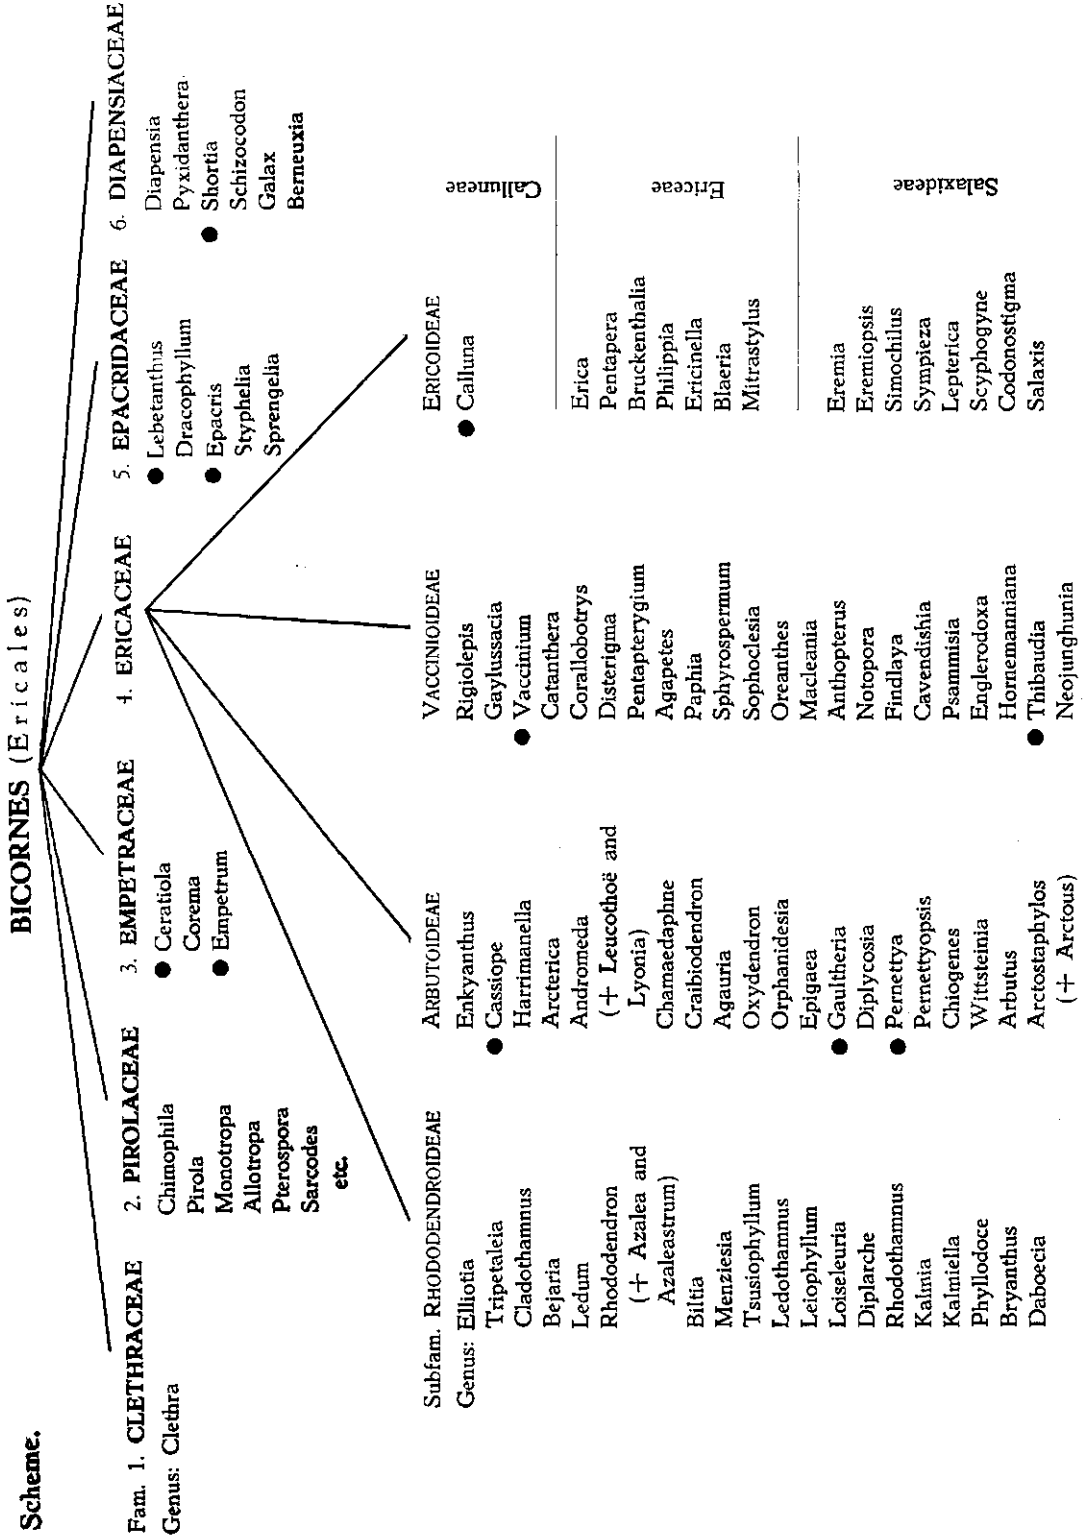 Scheme.
BICORNES (Ericales)
Fam. 1. CLETHRACEAE
Genus: Clethra
2. PIROLACEAE
Chimophila
Pirola
Monotropa
Allotropa
Pterospora
Sarcodes
etc.
3. EMPETRACEAE
● Ceratiola
Corema
● Empetrum
4. ERICACEAE
5. EPACRIDACEAE
● Lebetanthus
Dracophyllum
● Epacris
Styphelia
Sprengelia
6. DIAPENSIACEAE
Diapensia
Pyxidanthera
● Shortia
Schizocodon
Galax
Berneuxia
Subfam. RHODODENDROIDEAE
Genus: Elliotia
Tripetaleia
Cladothamnus
Bejaria
Ledum
Rhododendron
(+ Azalea and
Azaleastrum)
Biltia
Menziesia
Tsusiophyllum
Ledothamnus
Leiophyllum
Loiseleuria
Diplarche
Rhodothamnus
Kalmia
Kalmiella
Phyllodoce
Bryanthus
Daboecia
ARBUTOIDEAE
Enkyanthus
● Cassiope
Harrimanella
Arcterica
Andromeda
(+ Leucothoë and
Lyonia)
Chamaedaphne
Craibiodendron
Agauria
Oxydendron
Orphanidesia
Epigaea
● Gaultheria
Diplycosia
● Pernettya
Pernettyopsis
Chiogenes
Wittsteinia
Arbutus
Arctostaphylos
(+ Arctous)
VACCINIOIDEAE
Rigiolepis
Gaylussacia
● Vaccinium
Catanthera
Corallobotrys
Disterigma
Pentapterygium
Agapetes
Paphia
Sphyrospermum
Sophoclesia
Oreanthes
Macleania
Anthopterus
Notopora
Findlaya
Cavendishia
Psammisia
Englerodoxa
Hornemanniana
● Thibaudia
Neojunghunia
ERICOIDEAE
● Calluna
Calluneae
Erica
Pentapera
Bruckenthalia
Philippia
Ericinella
Blaeria
Mitrastylus
Ericeae
Eremia
Eremiopsis
Simochilus
Sympieza
Lepterica
Scyphogyne
Codonostigma
Salaxis
Salaxideae